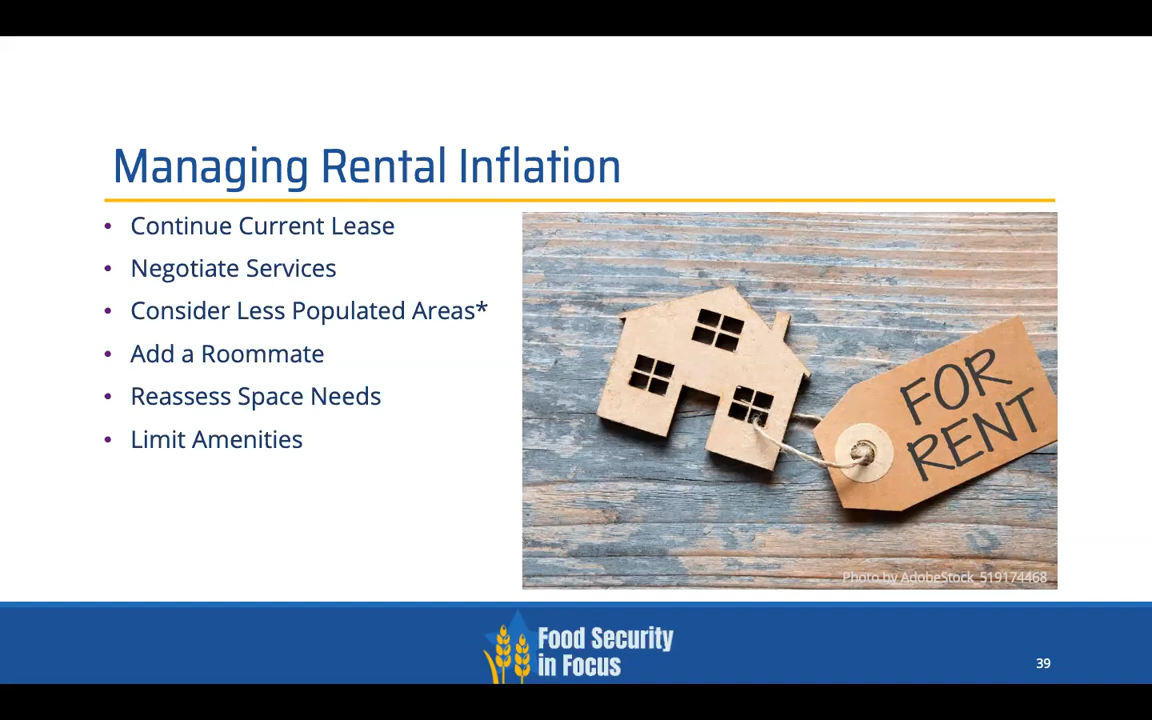 Managing Rental Inflation
• Continue Current Lease
• Negotiate Services
• Consider Less Populated Areas*
• Add a Roommate
• Reassess Space Needs
• Limit Amenities
FOR
RENT
Photo by AdobeStock_519174468
Food Security
in Focus
39